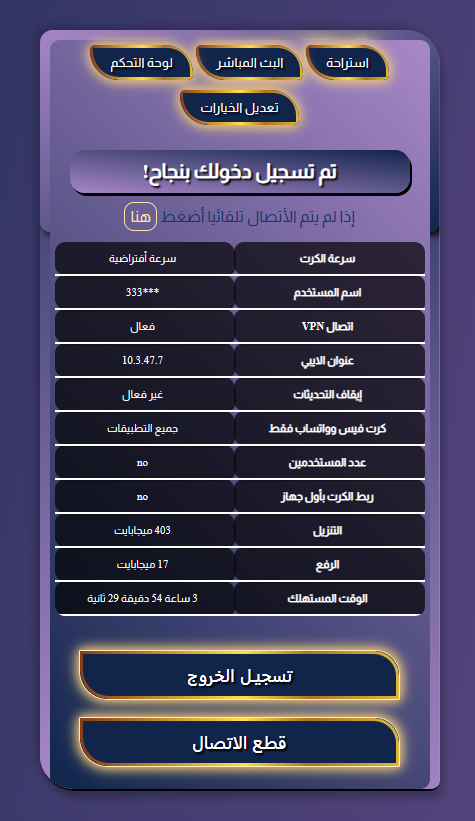 استراحة البث المباشر لوحة التحكم
تعديل الخيارات
تم تسجيل دخولك بنجاح!
إذا لم يتم الأتصال تلقائيا أضغط هنا
سرعة الكرت سرعة أفتراضية
اسم المستخدم 333***
اتصال VPN فعال
عنوان الايبي 10.3.47.7
إيقاف التحديثات غير فعال
كرت فيس وواتساب فقط جميع التطبيقات
عدد المستخدمين no
ربط الكرت بأول جهاز no
التنزيل 403 ميجابايت
الرفع 17 ميجابايت
الوقت المستهلك 3 ساعة 54 دقيقة 29 ثانية
تسجيل الخروج
قطع الاتصال